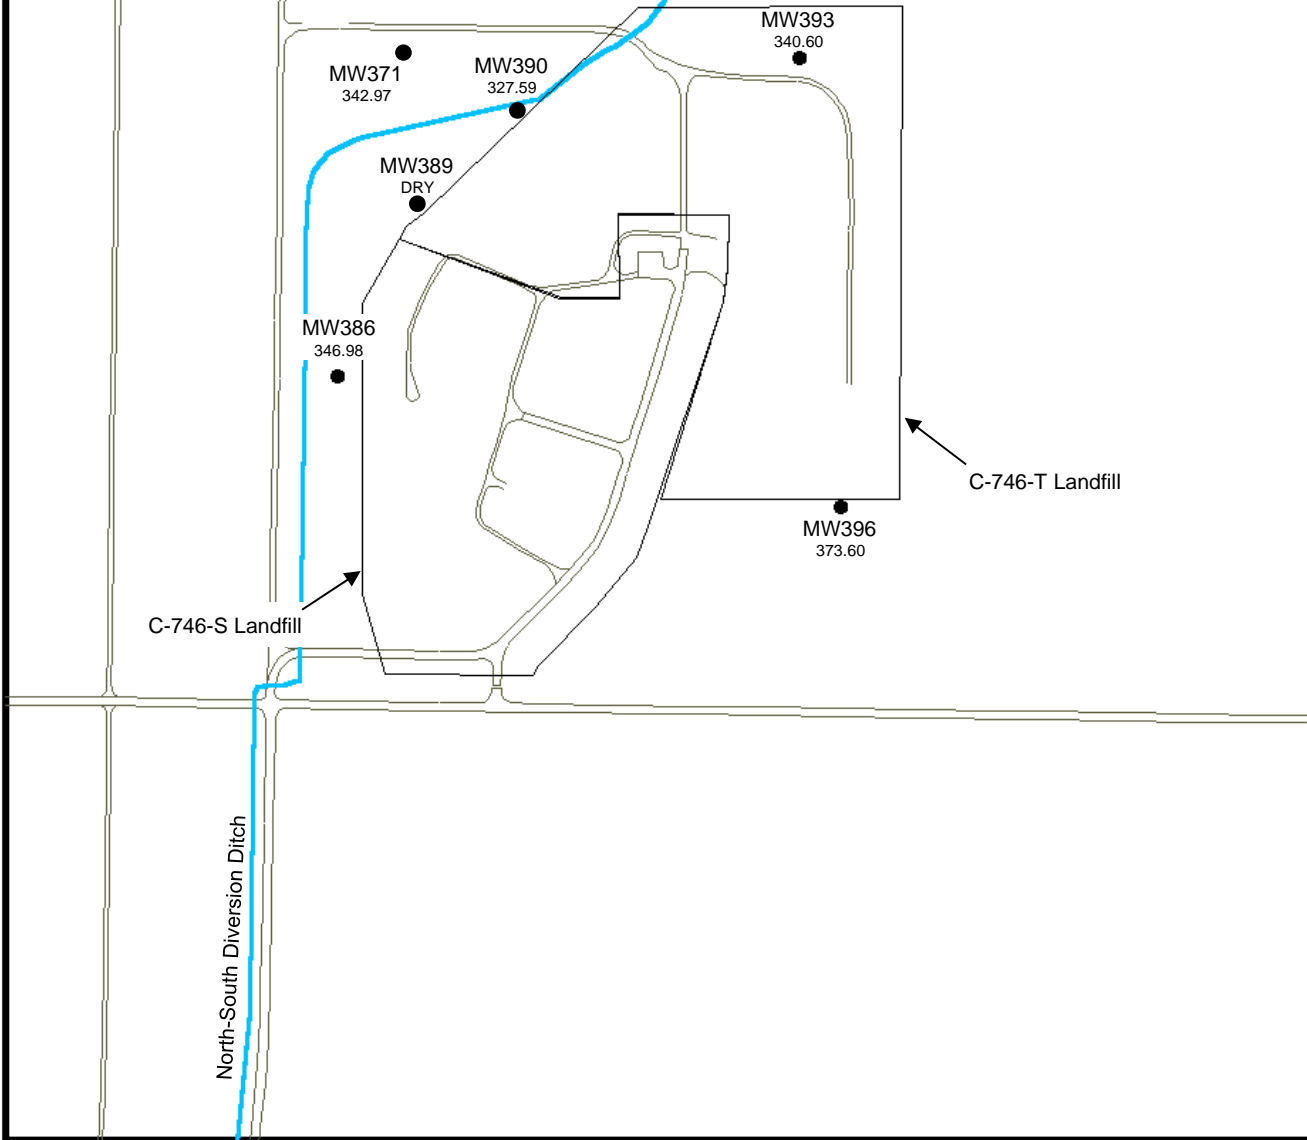 MW393
340.60
MW371
342.97
MW390
327.59
MW389
DRY
MW386
346.98
C-746-T Landfill
MW396
373.60
C-746-S Landfill
North-South Diversion Ditch